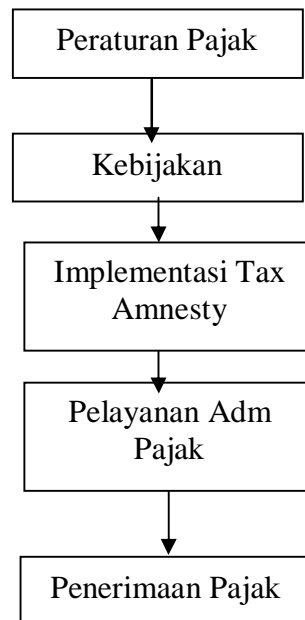 Peraturan Pajak
Kebijakan
Implementasi Tax
Amnesty
Pelayanan Adm
Pajak
Penerimaan Pajak